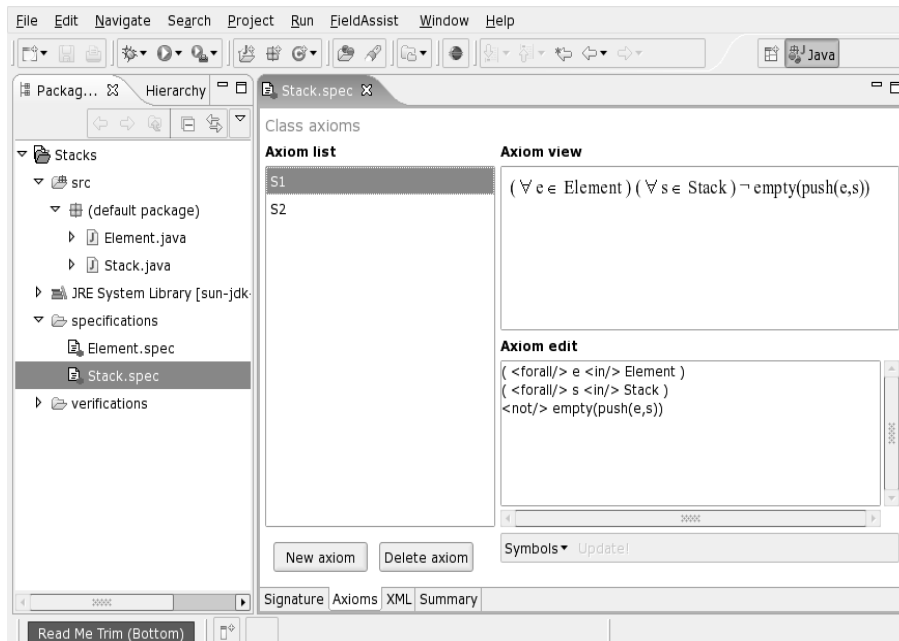 File Edit Navigate Search Project Run FieldAssist Window Help
Java
Packag... Hierarchy
Stack.spec
Stacks
src
(default package)
Element.java
Stack.java
JRE System Library [sun-jdk-
specifications
Element.spec
Stack.spec
verifications
Class axioms
Axiom list
S1
S2
New axiom Delete axiom
Axiom view
( ∀ e ∈ Element ) ( ∀ s ∈ Stack ) ¬ empty(push(e,s))
Axiom edit
( <forall/> e <in/> Element )
( <forall/> s <in/> Stack )
<not/> empty(push(e,s))
Symbols Update!
Signature Axioms XML Summary
Read Me Trim (Bottom)